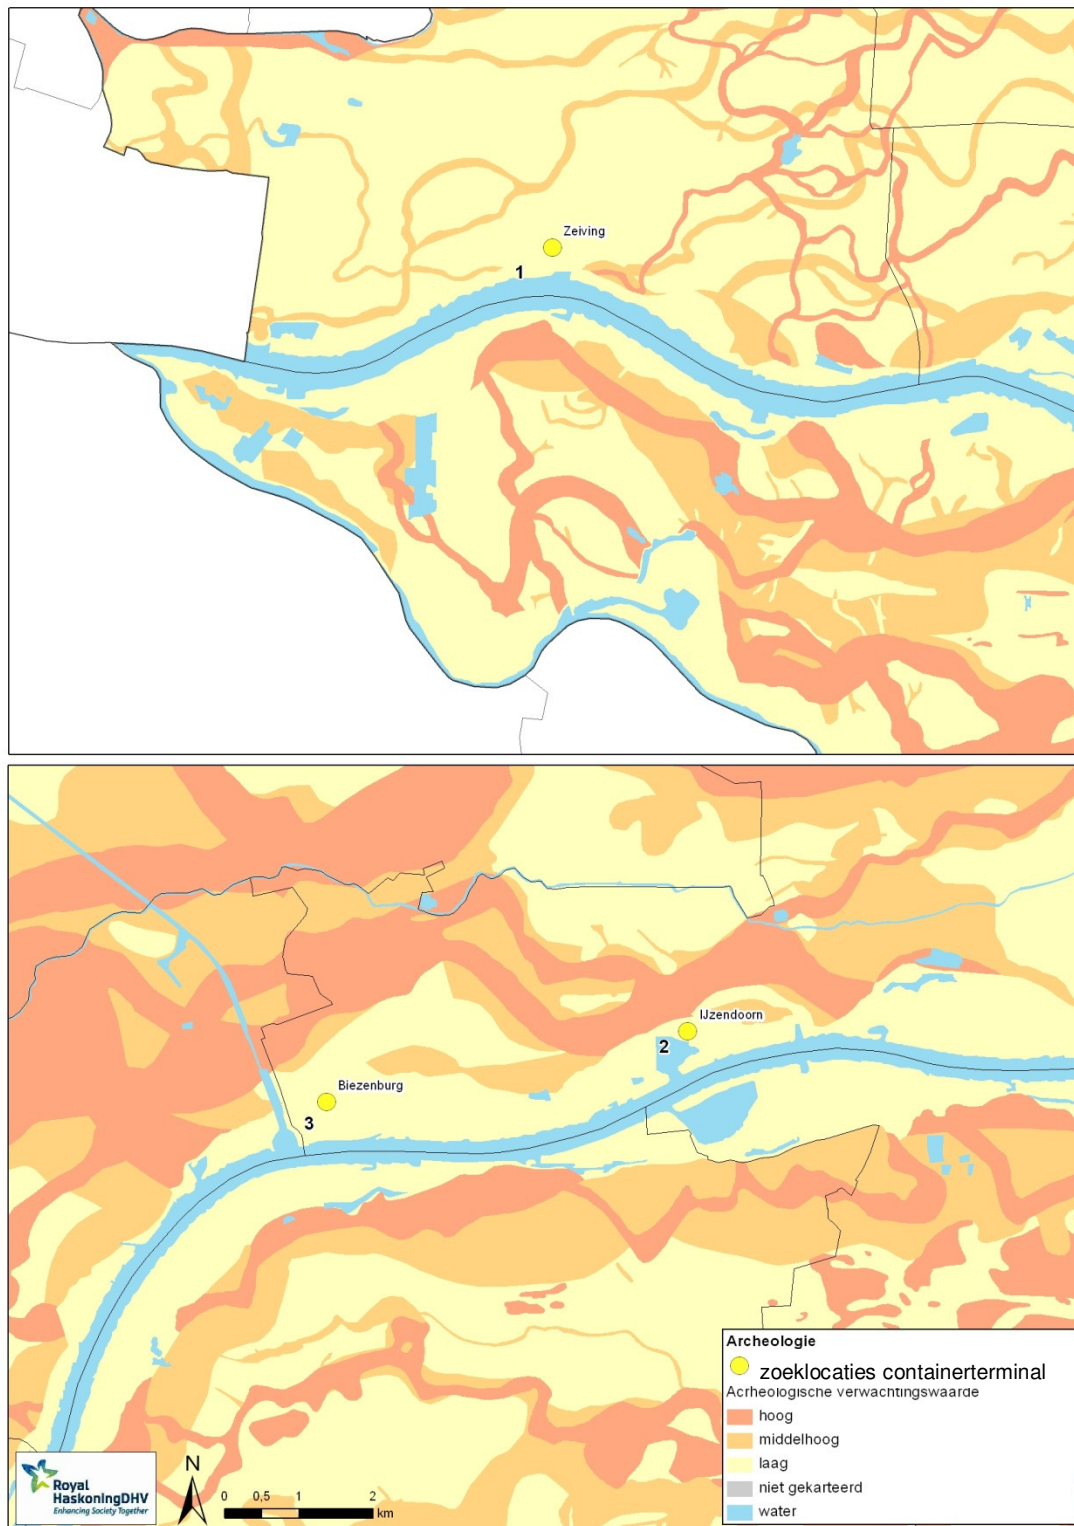 Zeiving
1
IJzendoorn
2
Biezenburg
3
Archeologie
zoeklocaties containerterminal
Acrheologische verwachtingswaarde
hoog
middelhoog
laag
niet gekarteerd
water
Royal
HaskoningDHV
Enhancing Society Together
N
0 0,5 1 2
km